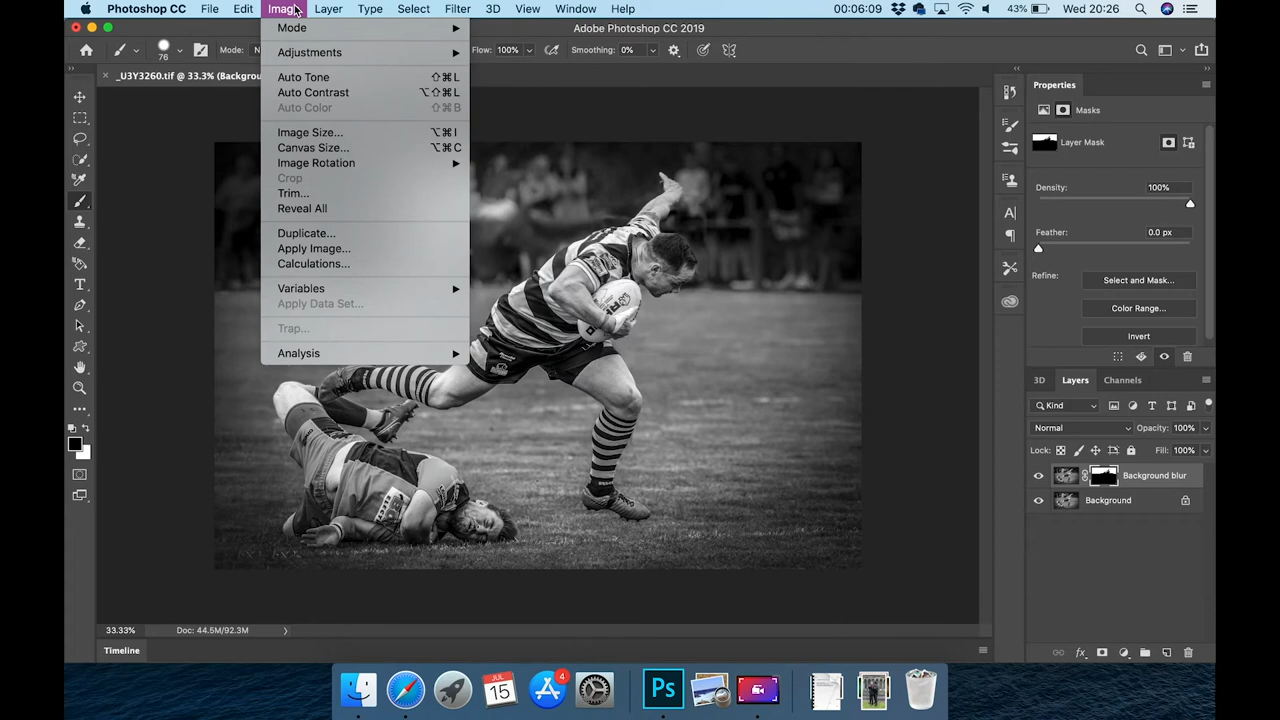 Photoshop CC File Edit Image Layer Type Select Filter 3D View Window Help 00:06:09 43% Wed 20:26
Adobe Photoshop CC 2019
76 Mode: Flow: 100% Smoothing: 0%
_U3Y3260.tif @ 33.3% (Backgrou
Mode
Adjustments
Auto Tone ⇧⌘L
Auto Contrast ⌥⇧⌘L
Auto Color ⇧⌘B
Image Size... ⌥⌘I
Canvas Size... ⌥⌘C
Image Rotation
Crop
Trim...
Reveal All
Duplicate...
Apply Image...
Calculations...
Variables
Apply Data Set...
Trap...
Analysis
Properties
Masks
Layer Mask
Density: 100%
Feather: 0.0 px
Refine: Select and Mask...
Color Range...
Invert
3D Layers Channels
Kind
Normal Opacity: 100%
Lock: Fill: 100%
Background blur
Background
33.33% Doc: 44.5M/92.3M
Timeline
JUL
15
4
Ps